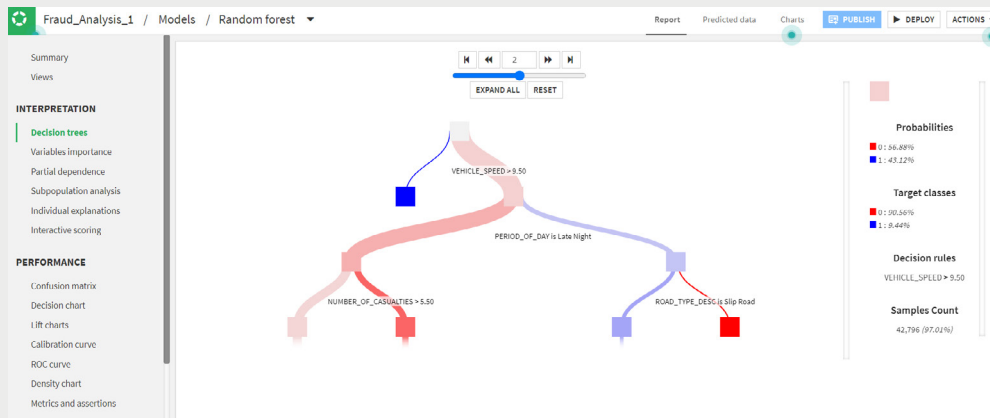 Fraud_Analysis_1 / Models / Random forest
Report Predicted data Charts PUBLISH DEPLOY ACTIONS
Summary
Views
INTERPRETATION
Decision trees
Variables importance
Partial dependence
Subpopulation analysis
Individual explanations
Interactive scoring
PERFORMANCE
Confusion matrix
Decision chart
Lift charts
Calibration curve
ROC curve
Density chart
Metrics and assertions
2
EXPAND ALL RESET
VEHICLE_SPEED > 9.50
PERIOD_OF_DAY is Late Night
NUMBER_OF_CASUALTIES > 5.50
ROAD_TYPE_DESC is Slip Road
Probabilities
0 : 56.88%
1 : 43.12%
Target classes
0 : 90.56%
1 : 9.44%
Decision rules
VEHICLE_SPEED > 9.50
Samples Count
42,796 (97.01%)